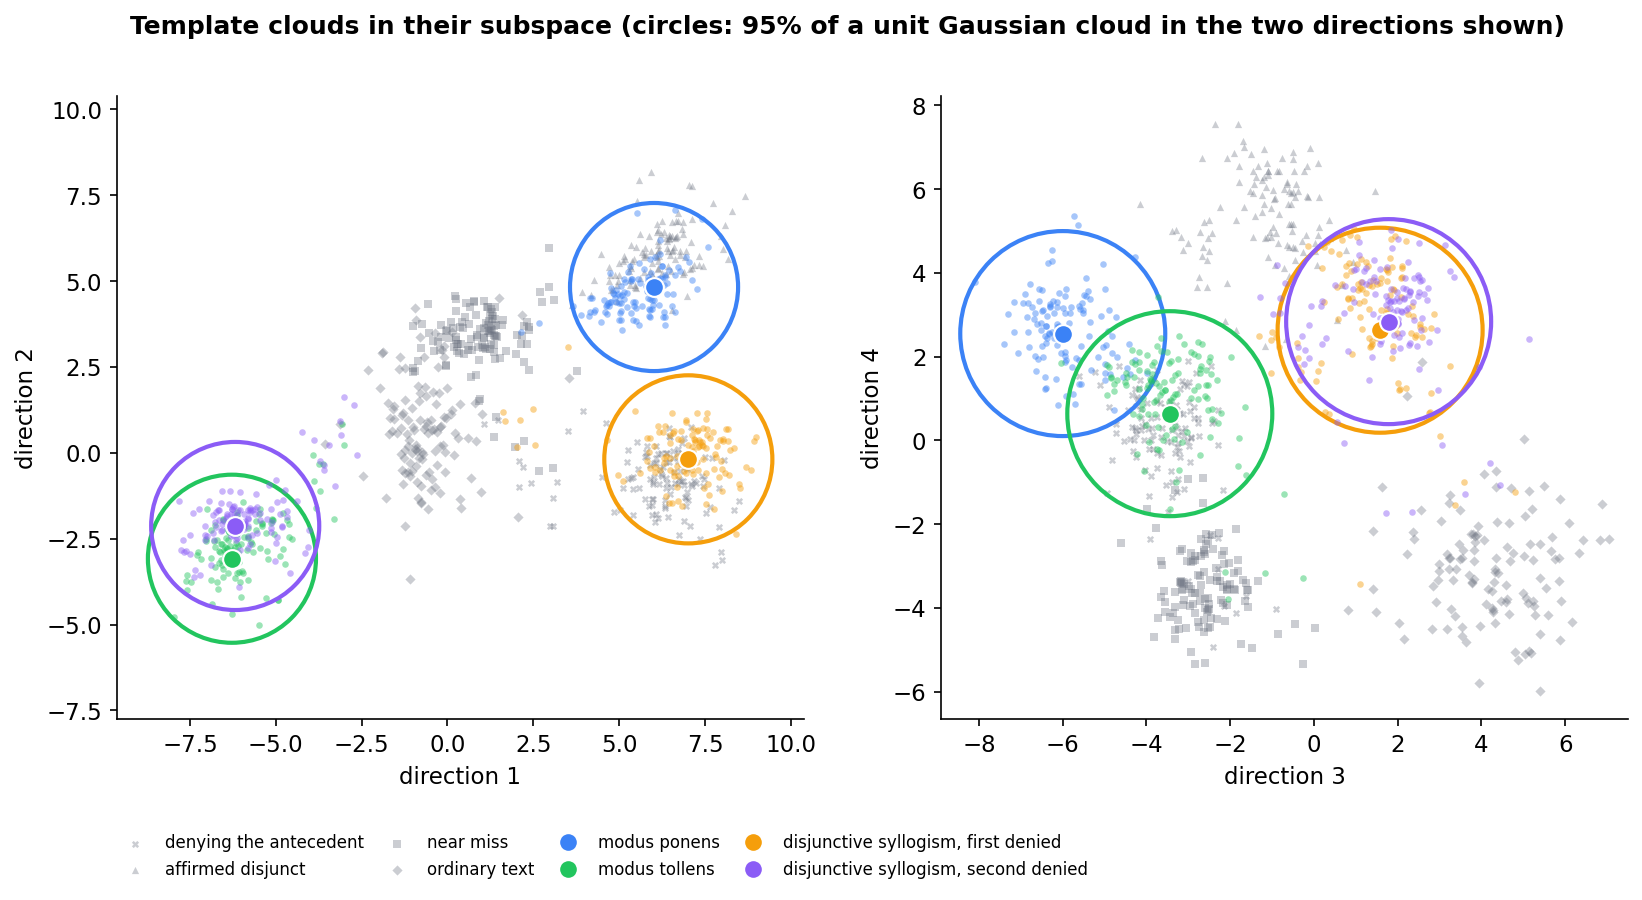 Template clouds in their subspace (circles: 95% of a unit Gaussian cloud in the two directions shown)
10.0
7.5
5.0
2.5
0.0
−2.5
−5.0
−7.5
direction 2
−7.5 −5.0 −2.5 0.0 2.5 5.0 7.5 10.0
direction 1
8
6
4
2
0
−2
−4
−6
direction 4
−8 −6 −4 −2 0 2 4 6
direction 3
denying the antecedent near miss modus ponens disjunctive syllogism, first denied
affirmed disjunct ordinary text modus tollens disjunctive syllogism, second denied